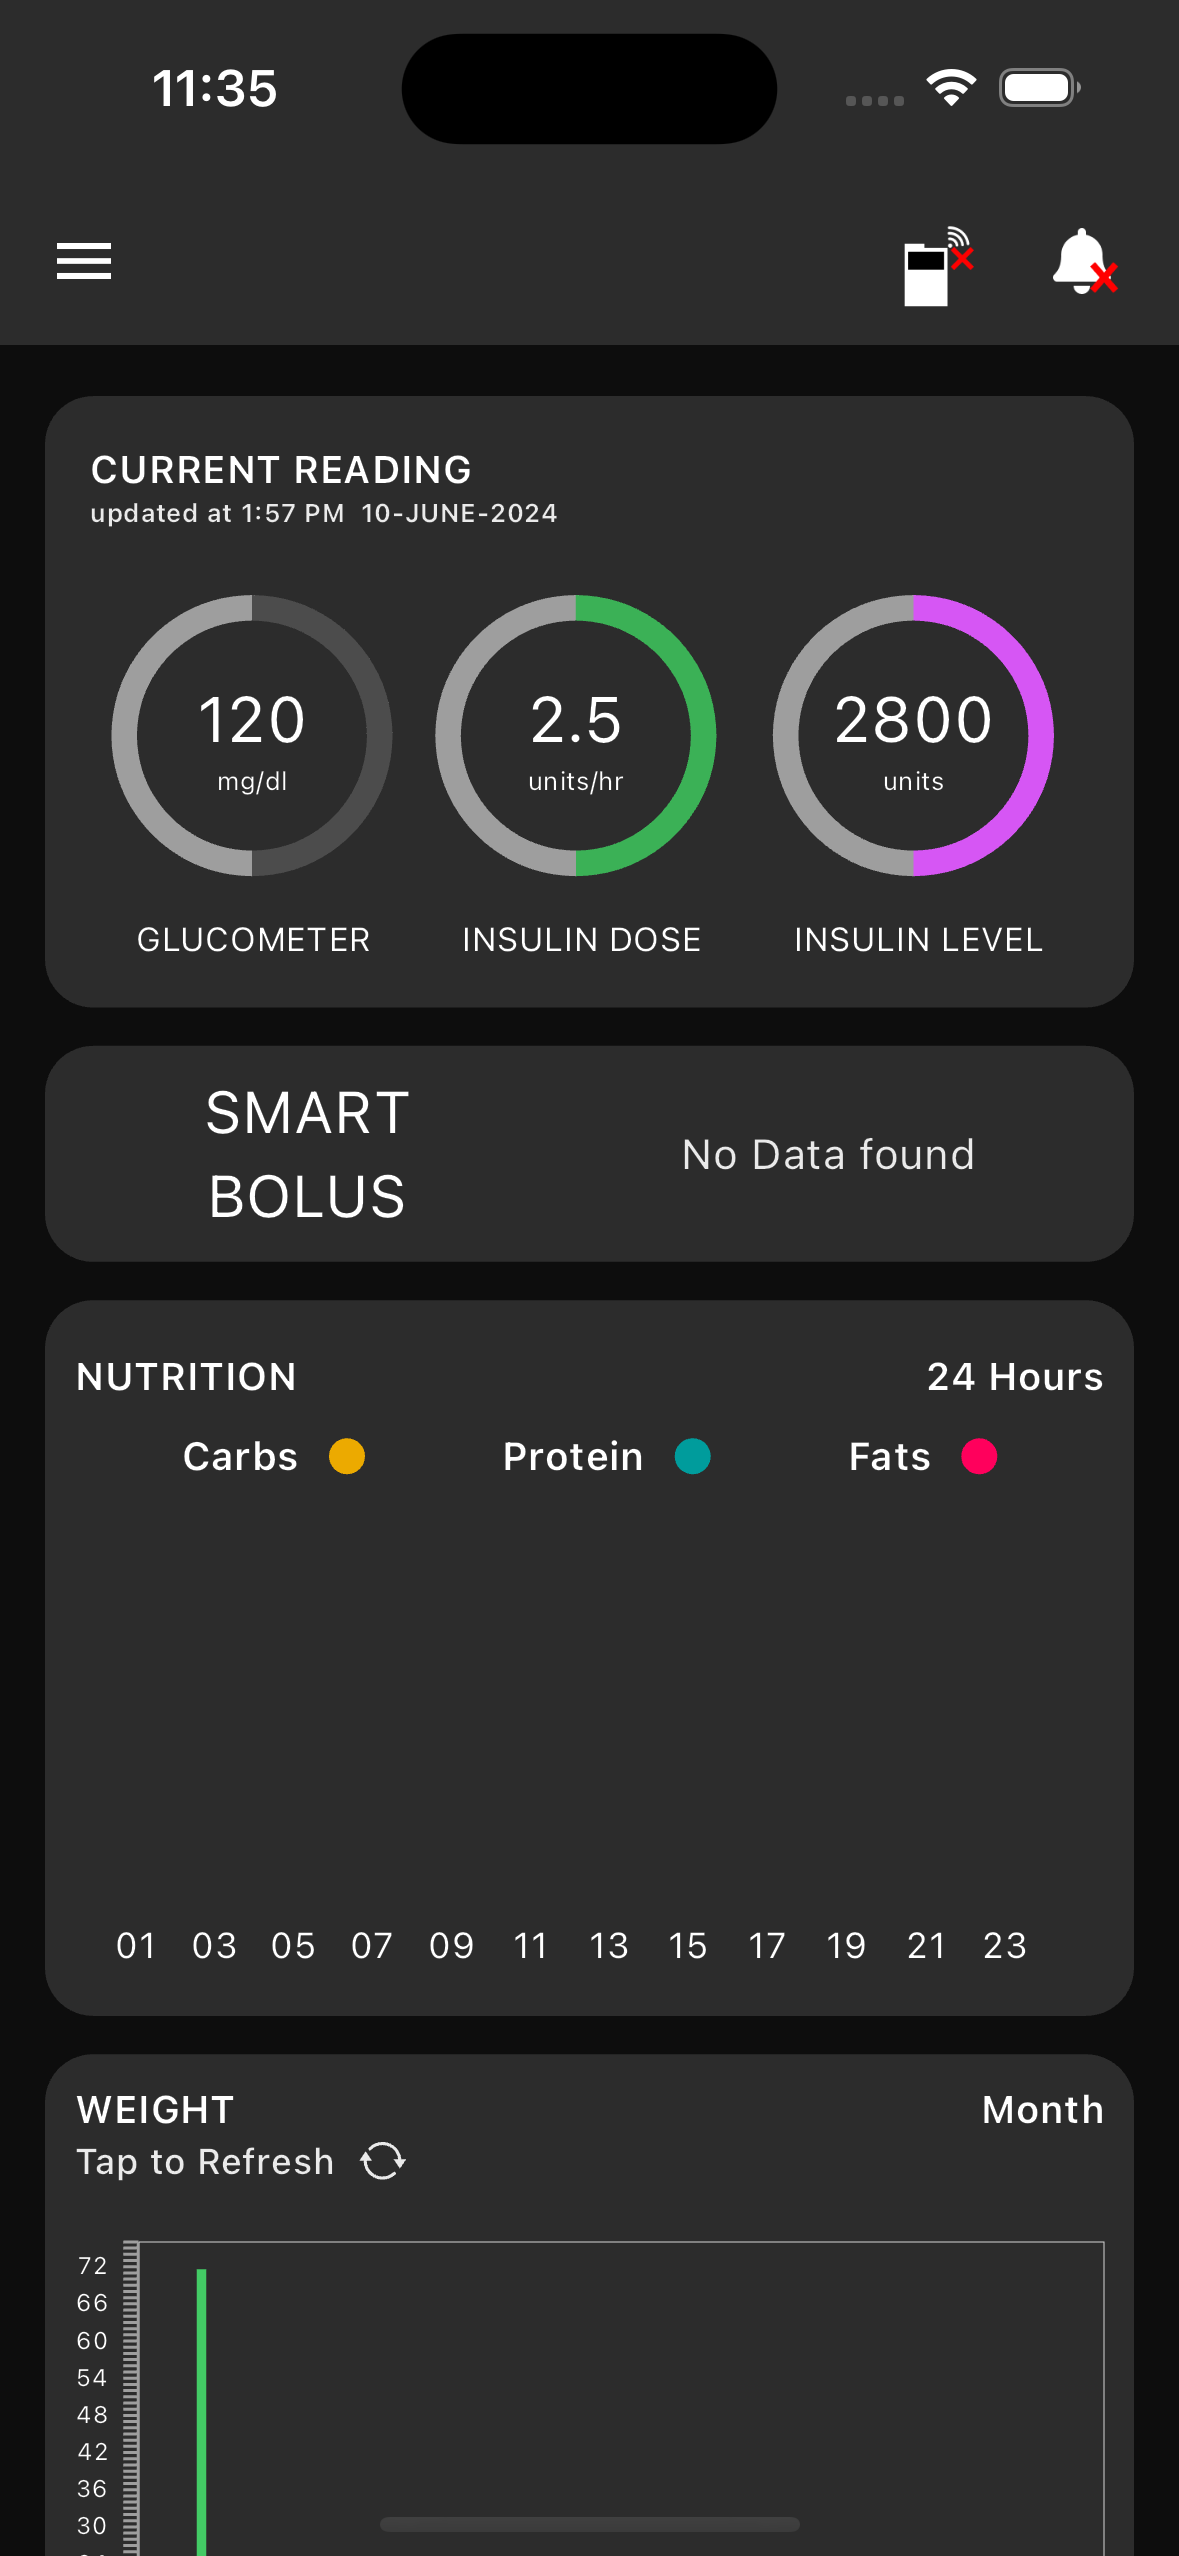 11:35
CURRENT READING
updated at 1:57 PM  10-JUNE-2024
120
mg/dl
2.5
units/hr
2800
units
GLUCOMETER
INSULIN DOSE
INSULIN LEVEL
SMART
BOLUS
No Data found
NUTRITION
24 Hours
Carbs
Protein
Fats
01 03 05 07 09 11 13 15 17 19 21 23
WEIGHT
Month
Tap to Refresh
72
66
60
54
48
42
36
30